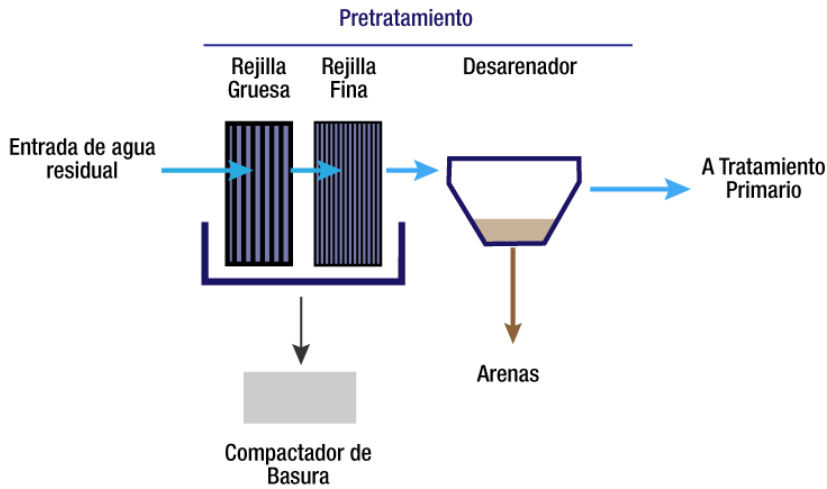 Pretratamiento
Rejilla
Gruesa
Rejilla
Fina
Desarenador
Entrada de agua
residual
A Tratamiento
Primario
Arenas
Compactador de
Basura